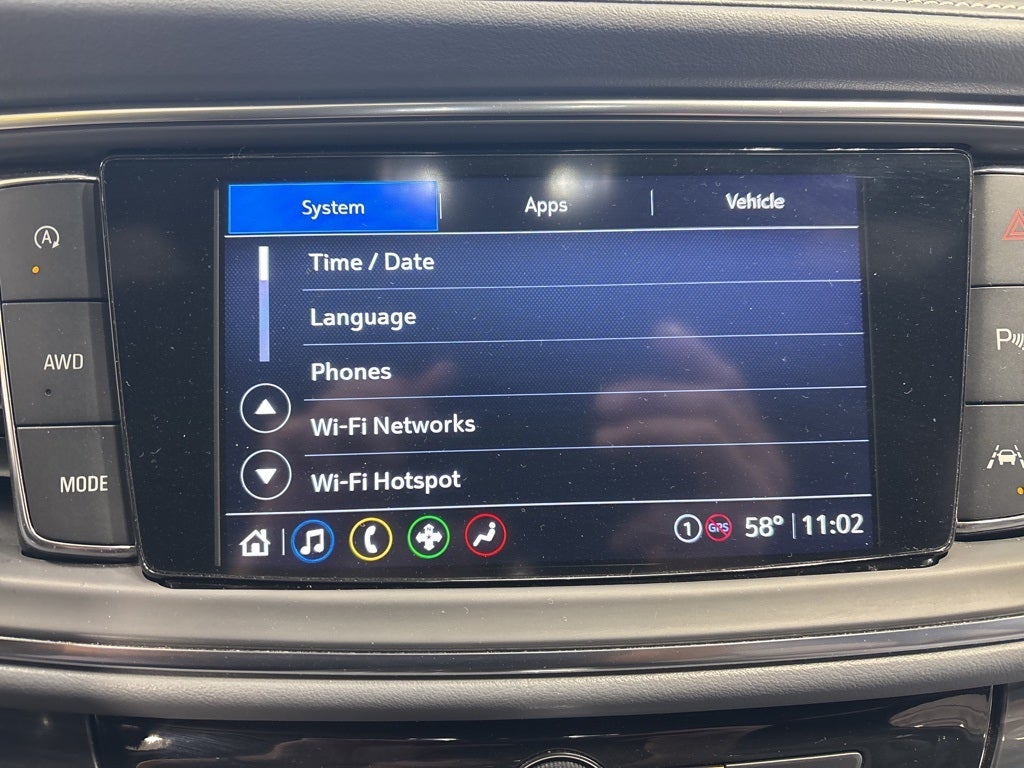 System Apps Vehicle
A
Time / Date
Language
AWD
P
Phones
Wi-Fi Networks
MODE
Wi-Fi Hotspot
1 GPS 58° 11:02